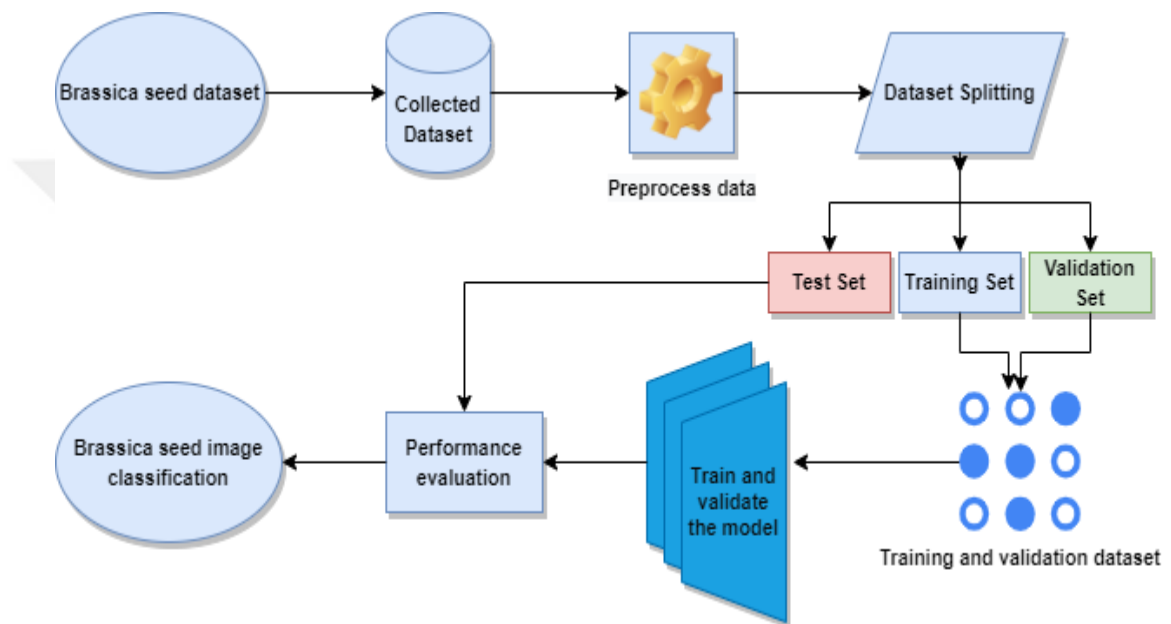 Brassica seed dataset
Collected
Dataset
Preprocess data
Dataset Splitting
Test Set
Training Set
Validation
Set
Brassica seed image
classification
Performance
evaluation
Train and
validate
the model
Training and validation dataset